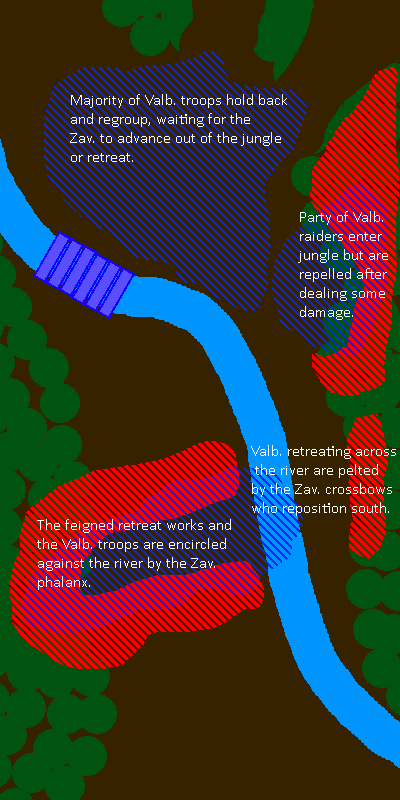 Majority of Valb. troops hold back
and regroup, waiting for the
Zav. to advance out of the jungle
or retreat.
Party of Valb.
raiders enter
jungle but are
repelled after
dealing some
damage.
Valb. retreating across
the river are pelted
by the Zav. crossbows
who reposition south.
The feigned retreat works and
the Valb. troops are encircled
against the river by the Zav.
phalanx.